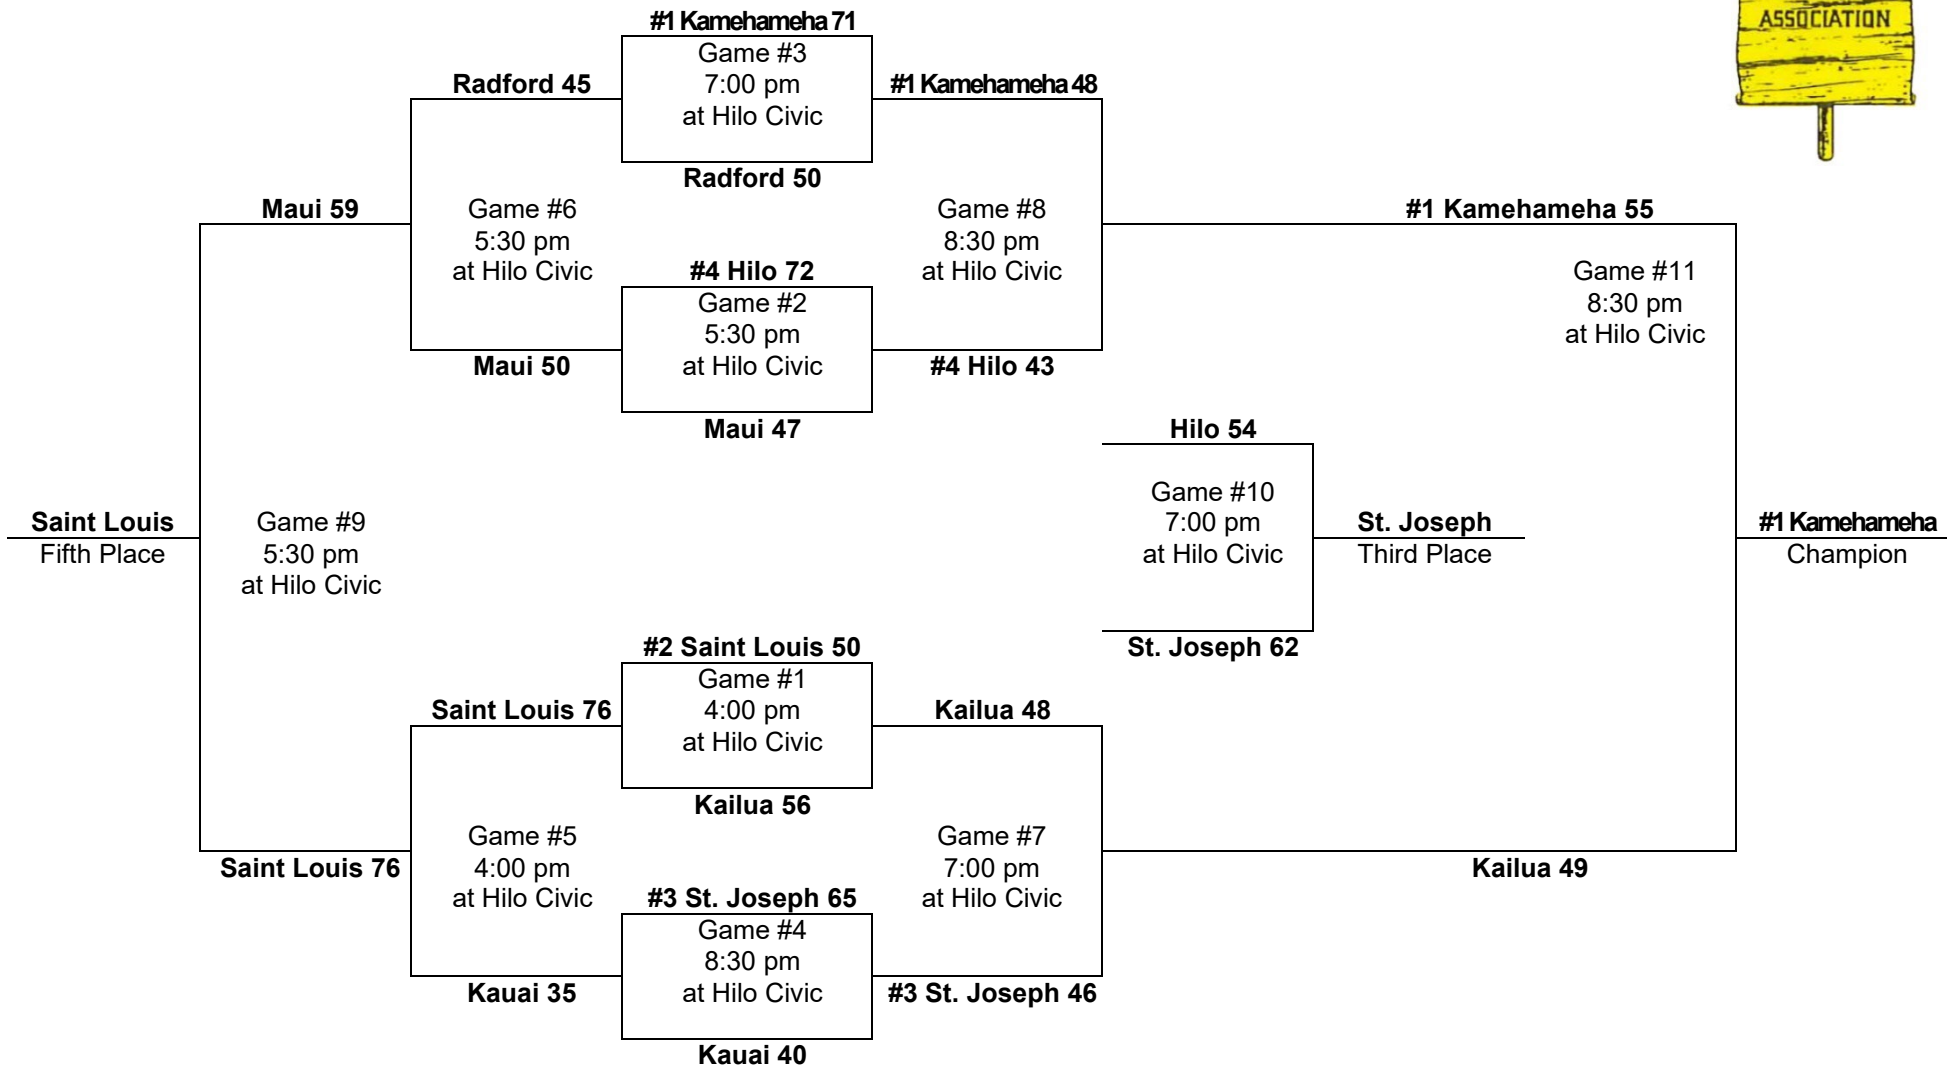 ASSOCIATION
#1 Kamehameha 71
Game #3
7:00 pm
at Hilo Civic
Radford 50
Radford 45
#1 Kamehameha 48
Maui 59
Game #6
5:30 pm
at Hilo Civic
#4 Hilo 72
Game #2
5:30 pm
at Hilo Civic
Maui 47
Maui 50
Game #8
8:30 pm
at Hilo Civic
#4 Hilo 43
#1 Kamehameha 55
Game #11
8:30 pm
at Hilo Civic
Hilo 54
Game #10
7:00 pm
at Hilo Civic
St. Joseph 62
St. Joseph
Third Place
#1 Kamehameha
Champion
Saint Louis
Fifth Place
Game #9
5:30 pm
at Hilo Civic
#2 Saint Louis 50
Game #1
4:00 pm
at Hilo Civic
Kailua 56
Saint Louis 76
Kailua 48
Saint Louis 76
Game #5
4:00 pm
at Hilo Civic
#3 St. Joseph 65
Game #4
8:30 pm
at Hilo Civic
Kauai 40
Kauai 35
Game #7
7:00 pm
at Hilo Civic
#3 St. Joseph 46
Kailua 49